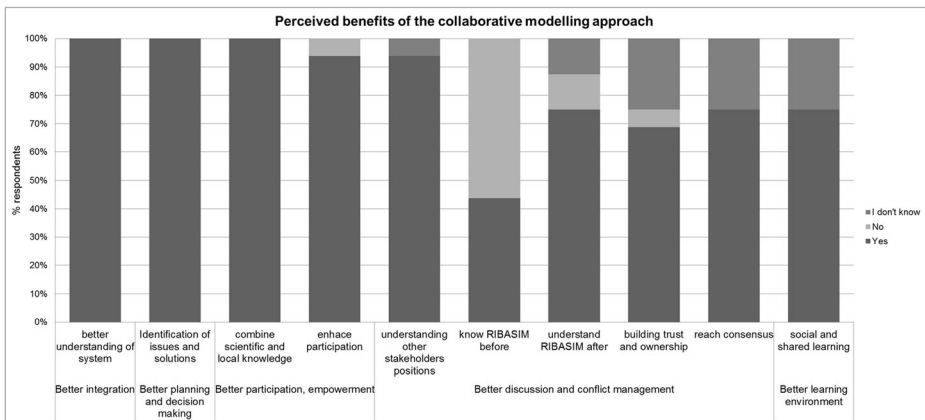 Perceived benefits of the collaborative modelling approach
100%
90%
80%
70%
60%
50%
40%
30%
20%
10%
0%
% respondents
I don't know
No
Yes
better
understanding of
system
Identification of
issues and
solutions
combine
scientific and
local knowledge
enhace
participation
understanding
other
stakeholders
positions
know RIBASIM
before
understand
RIBASIM after
building trust
and ownership
reach consensus
social and
shared learning
Better integration
Better planning
and decision
making
Better participation, empowerment
Better discussion and conflict management
Better learning
environment